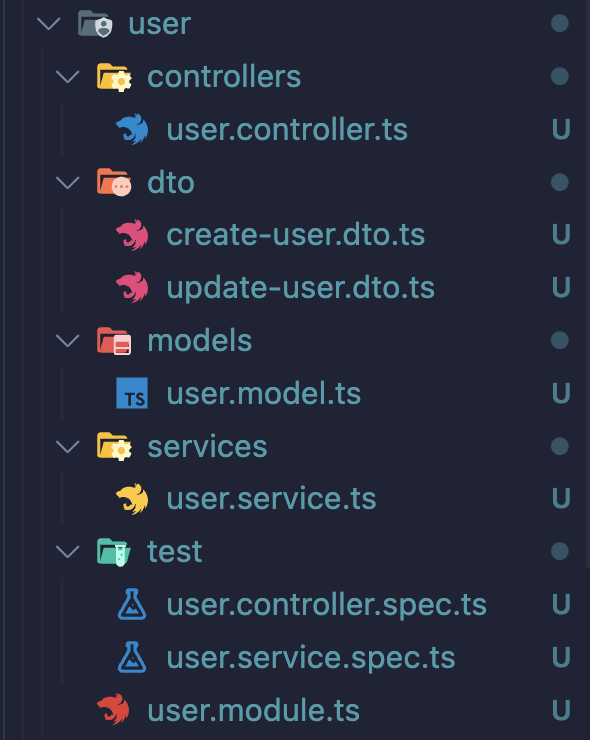 user
controllers
user.controller.ts U
dto
create-user.dto.ts U
update-user.dto.ts U
models
TS user.model.ts U
services
user.service.ts U
test
user.controller.spec.ts U
user.service.spec.ts U
user.module.ts U